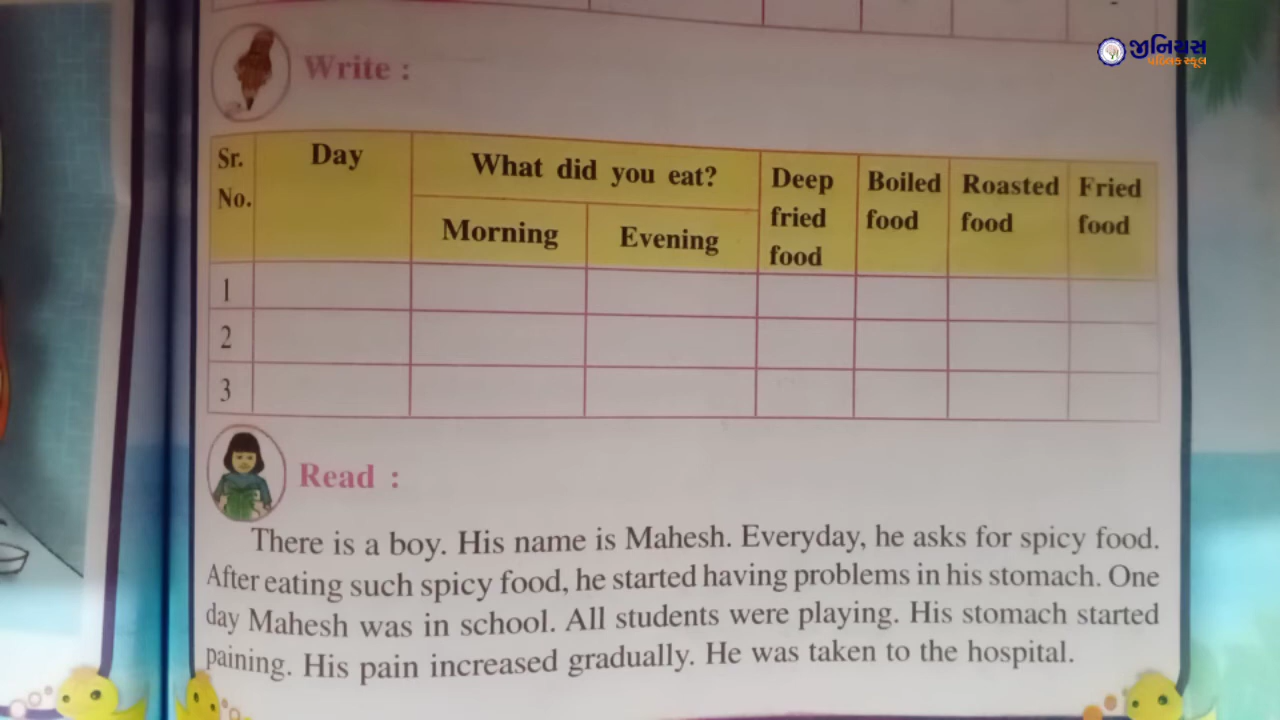 જીનિયસ
પબ્લિક સ્કૂલ
Write :
Sr. No. Day What did you eat? Deep fried food Boiled food Roasted food Fried food
Morning Evening
1
2
3
Read :
There is a boy. His name is Mahesh. Everyday, he asks for spicy food.
After eating such spicy food, he started having problems in his stomach. One
day Mahesh was in school. All students were playing. His stomach started
paining. His pain increased gradually. He was taken to the hospital.